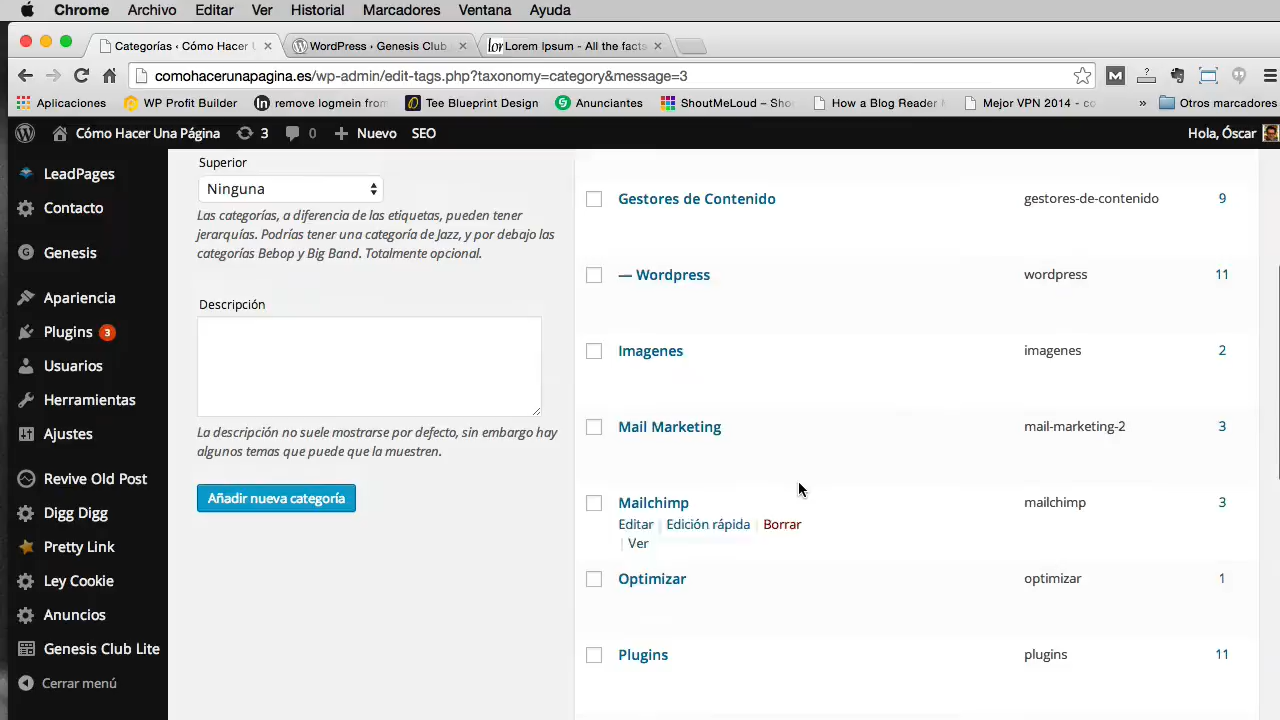 Chrome Archivo Editar Ver Historial Marcadores Ventana Ayuda
Categorías ‹ Cómo Hacer U
WordPress ‹ Genesis Club
lor Lorem Ipsum - All the facts
comohacerunapagina.es/wp-admin/edit-tags.php?taxonomy=category&message=3
Aplicaciones WP Profit Builder in remove logmein from Tee Blueprint Design Anunciantes ShoutMeLoud – Sho How a Blog Reader Mejor VPN 2014 - co » Otros marcadores
Cómo Hacer Una Página 3 0 + Nuevo SEO Hola, Óscar
LeadPages
Contacto
Genesis
Apariencia
Plugins 3
Usuarios
Herramientas
Ajustes
Revive Old Post
Digg Digg
Pretty Link
Ley Cookie
Anuncios
Genesis Club Lite
Cerrar menú
Superior
Ninguna
Las categorías, a diferencia de las etiquetas, pueden tener
jerarquías. Podrías tener una categoría de Jazz, y por debajo las
categorías Bebop y Big Band. Totalmente opcional.
Descripción
La descripción no suele mostrarse por defecto, sin embargo hay
algunos temas que puede que la muestren.
Añadir nueva categoría
Gestores de Contenido gestores-de-contenido 9
— Wordpress wordpress 11
Imagenes imagenes 2
Mail Marketing mail-marketing-2 3
Mailchimp mailchimp 3
Editar | Edición rápida | Borrar
| Ver
Optimizar optimizar 1
Plugins plugins 11